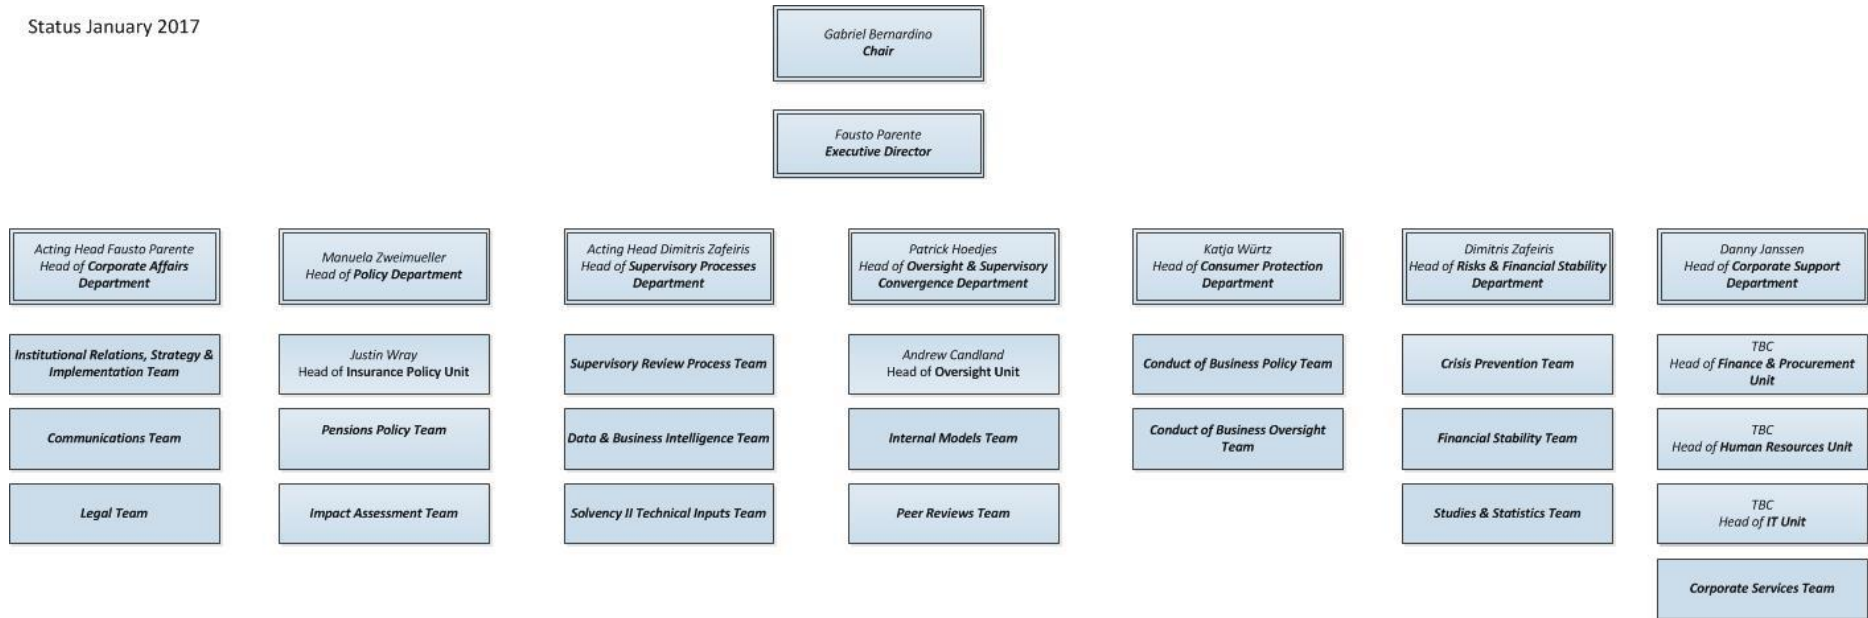 Status January 2017
Gabriel Bernardino
Chair
Fausto Parente
Executive Director
Acting Head Fausto Parente
Head of Corporate Affairs
Department
Manuela Zweimueller
Head of Policy Department
Acting Head Dimitris Zafeiris
Head of Supervisory Processes
Department
Patrick Hoedjes
Head of Oversight & Supervisory
Convergence Department
Katja Würtz
Head of Consumer Protection
Department
Dimitris Zafeiris
Head of Risks & Financial Stability
Department
Danny Janssen
Head of Corporate Support
Department
Institutional Relations, Strategy &
Implementation Team
Justin Wray
Head of Insurance Policy Unit
Supervisory Review Process Team
Andrew Candland
Head of Oversight Unit
Conduct of Business Policy Team
Crisis Prevention Team
TBC
Head of Finance & Procurement
Unit
Communications Team
Pensions Policy Team
Data & Business Intelligence Team
Internal Models Team
Conduct of Business Oversight
Team
Financial Stability Team
TBC
Head of Human Resources Unit
Legal Team
Impact Assessment Team
Solvency II Technical Inputs Team
Peer Reviews Team
Studies & Statistics Team
TBC
Head of IT Unit
Corporate Services Team